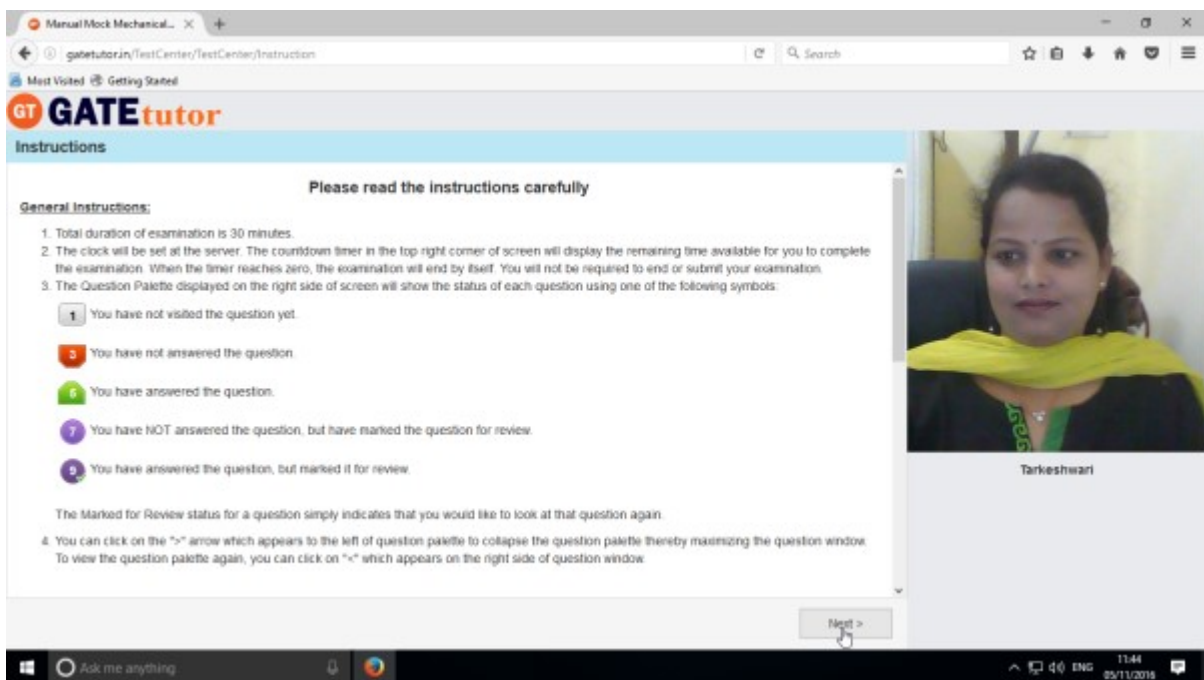 Manual Mock Mechanical...
gatetutor.in/TestCenter/TestCenter/Instruction
Search
Most Visited
Getting Started
GT GATEtutor
Instructions
Please read the instructions carefully
General Instructions:
1. Total duration of examination is 30 minutes.
2. The clock will be set at the server. The countdown timer in the top right corner of screen will display the remaining time available for you to complete
the examination. When the timer reaches zero, the examination will end by itself. You will not be required to end or submit your examination.
3. The Question Palette displayed on the right side of screen will show the status of each question using one of the following symbols:
1 You have not visited the question yet.
3 You have not answered the question.
5 You have answered the question.
7 You have NOT answered the question, but have marked the question for review.
9 You have answered the question, but marked it for review.
The Marked for Review status for a question simply indicates that you would like to look at that question again.
4. You can click on the ">" arrow which appears to the left of question palette to collapse the question palette thereby maximizing the question window.
To view the question palette again, you can click on "<" which appears on the right side of question window.
Next >
Tarkeshwari
Ask me anything
ENG
11:44
05/11/2016